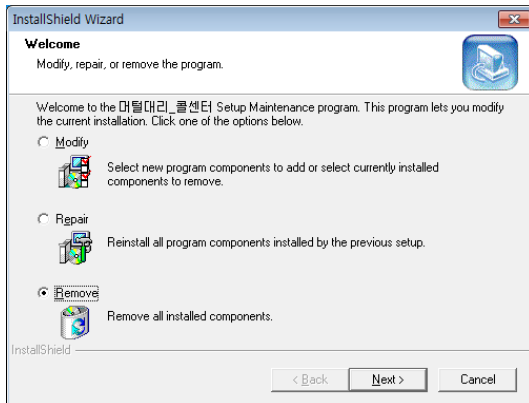 InstallShield Wizard
Welcome
Modify, repair, or remove the program.
Welcome to the 머털대리_콜센터 Setup Maintenance program. This program lets you modify
the current installation. Click one of the options below.
Modify
Select new program components to add or select currently installed
components to remove.
Repair
Reinstall all program components installed by the previous setup.
Remove
Remove all installed components.
InstallShield
< Back
Next >
Cancel